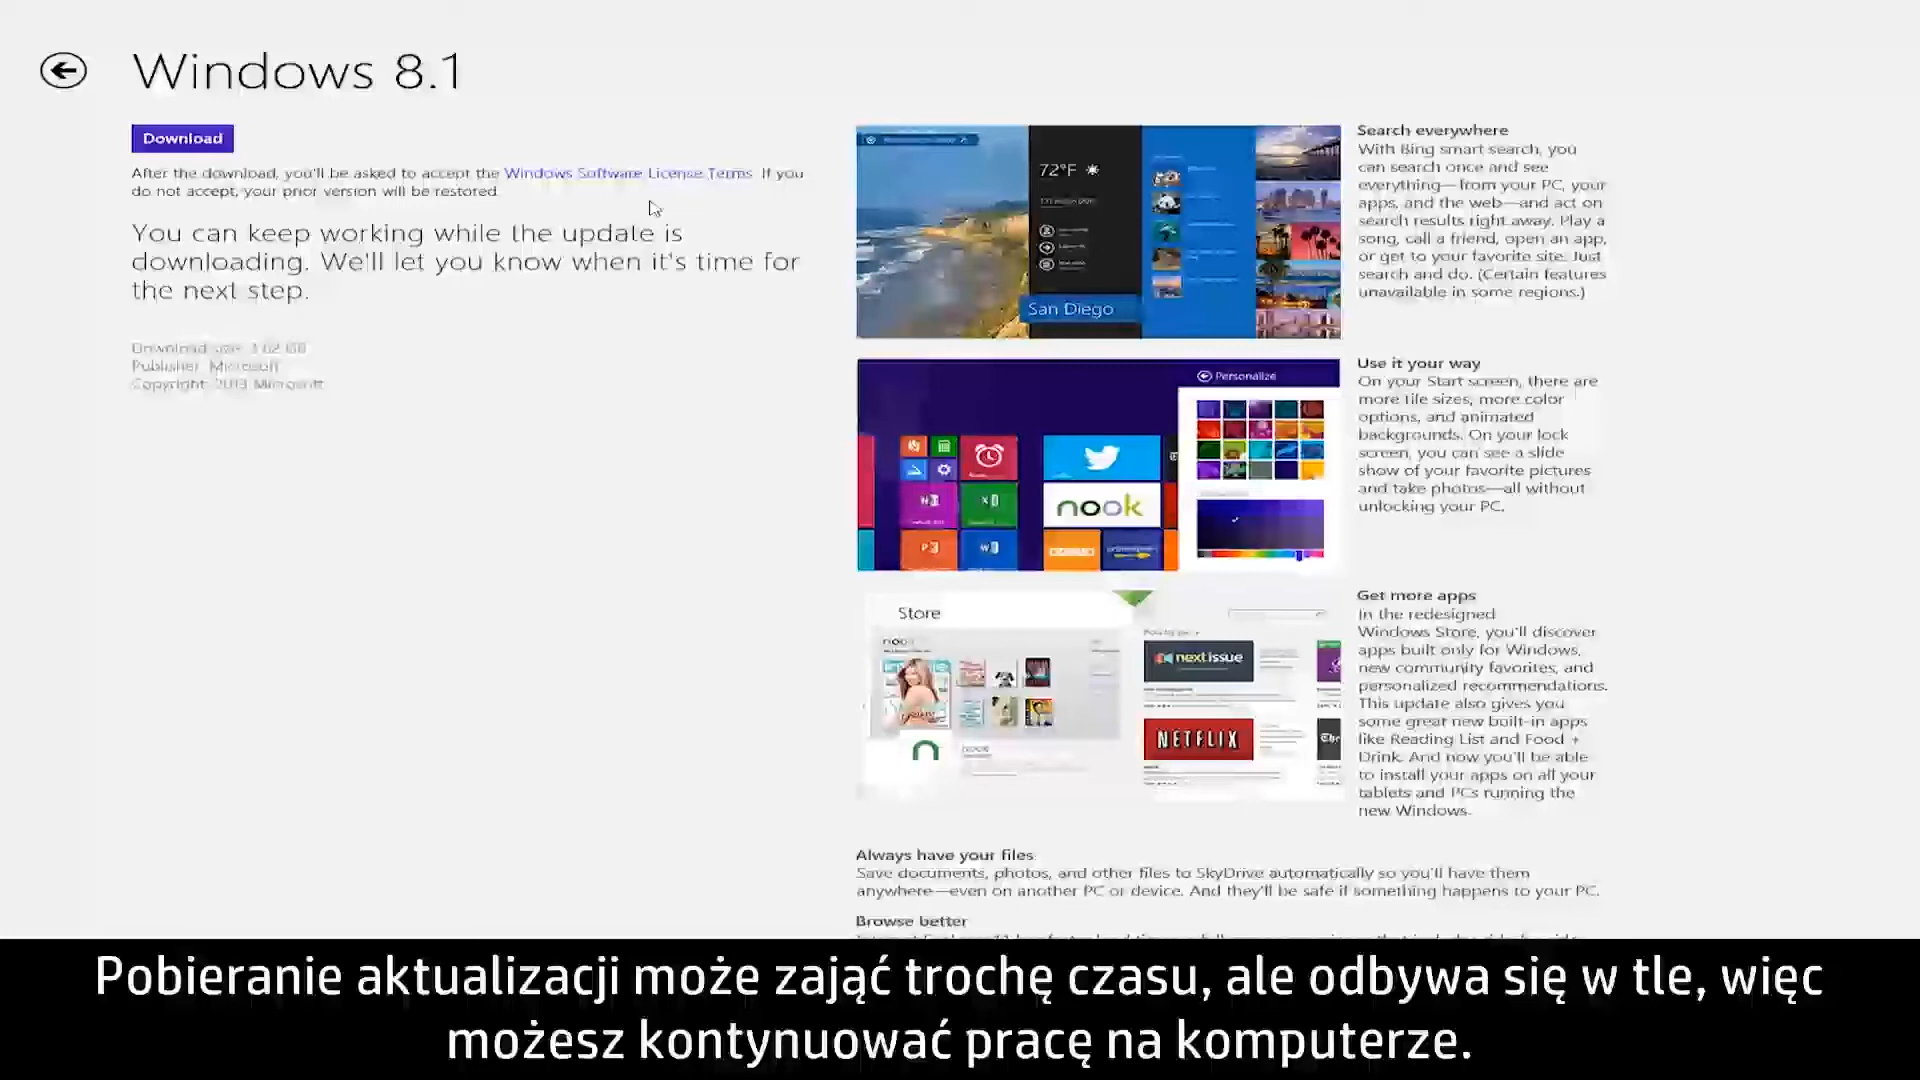 Windows 8.1
Download
After the download, you'll be asked to accept the Windows Software License Terms. If you
do not accept, your prior version will be restored.
You can keep working while the update is
downloading. We'll let you know when it's time for
the next step.
Publisher: Microsoft
Copyright: 2013 Microsoft
72°F
San Diego
Search everywhere
With Bing smart search, you
can search once and see
everything—from your PC, your
apps, and the web—and act on
search results right away. Play a
song, call a friend, open an app,
or get to your favorite site. Just
search and do. (Certain features
unavailable in some regions.)
Personalize
nook
Use it your way
On your Start screen, there are
more tile sizes, more color
options, and animated
backgrounds. On your lock
screen, you can see a slide
show of your favorite pictures
and take photos—all without
unlocking your PC.
Store
nook
next issue
NETFLIX
The
Get more apps
In the redesigned
Windows Store, you'll discover
apps built only for Windows,
new community favorites, and
personalized recommendations.
This update also gives you
some great new built-in apps
like Reading List and Food +
Drink. And now you'll be able
to install your apps on all your
tablets and PCs running the
new Windows.
Always have your files
Save documents, photos, and other files to SkyDrive automatically so you'll have them
anywhere—even on another PC or device. And they'll be safe if something happens to your PC.
Browse better
Pobieranie aktualizacji może zająć trochę czasu, ale odbywa się w tle, więc
możesz kontynuować pracę na komputerze.